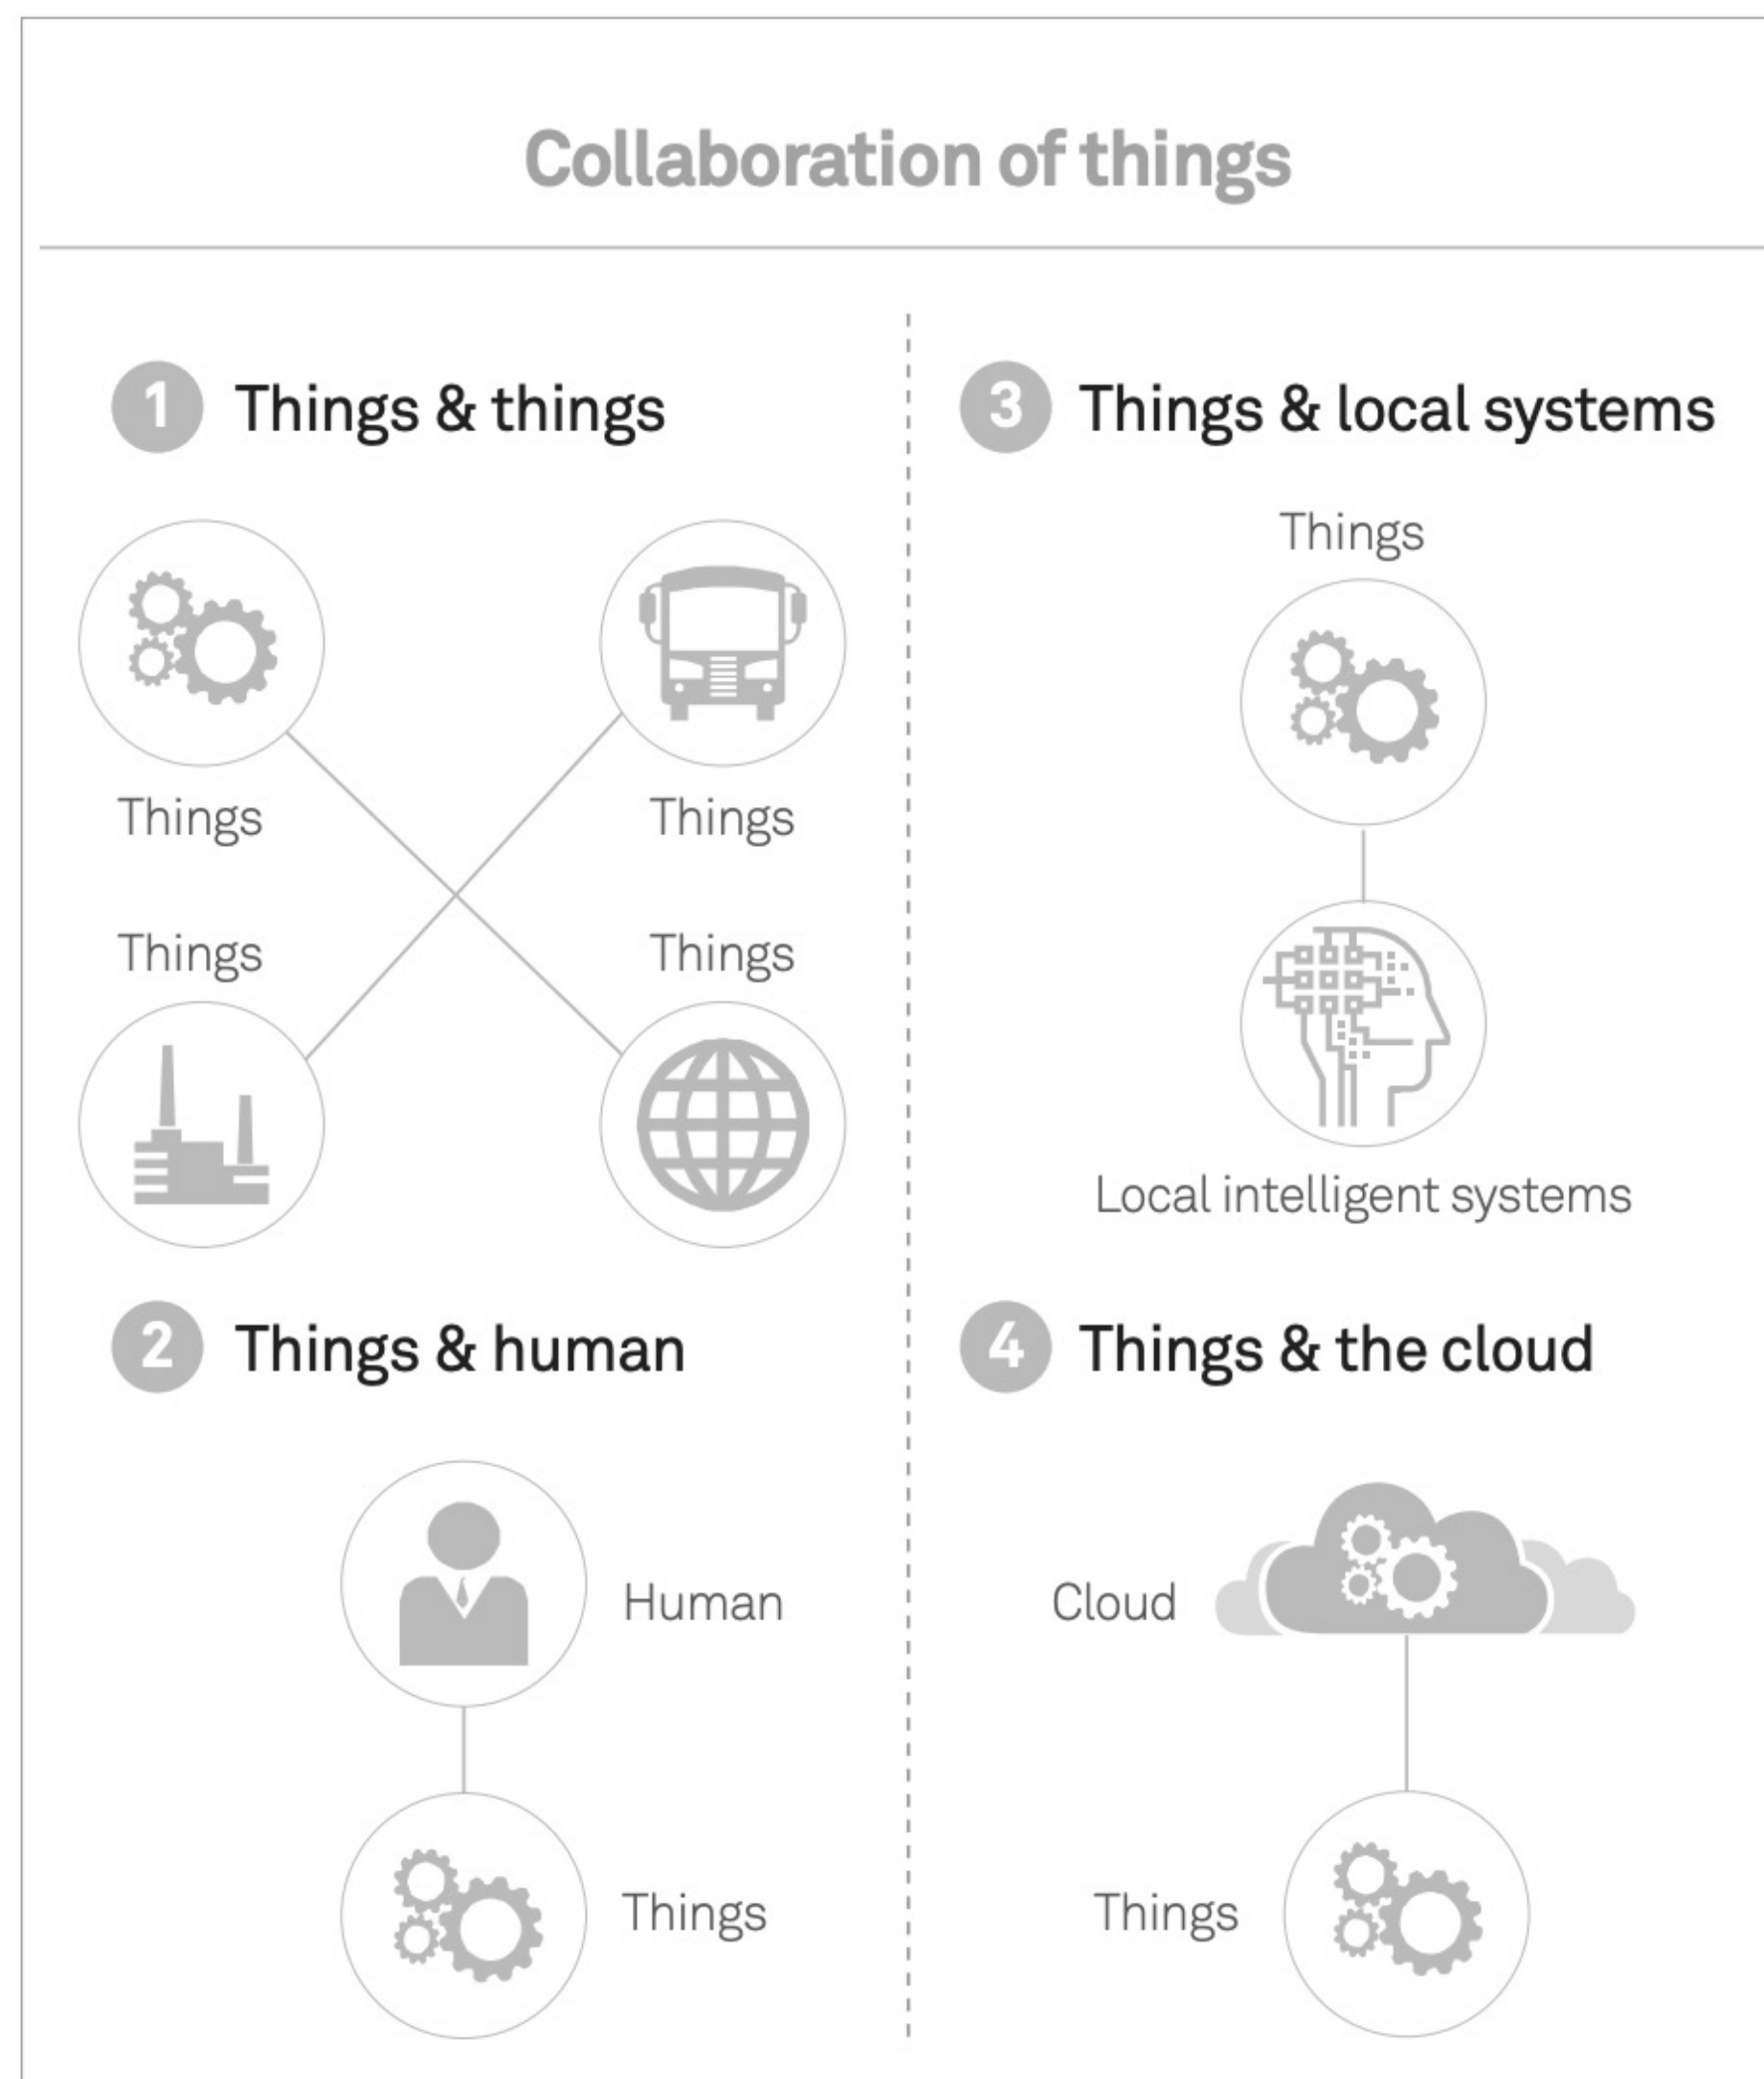 Collaboration of things
1 Things & things
Things
Things
Things
Things
2 Things & human
Human
Things
3 Things & local systems
Things
Local intelligent systems
4 Things & the cloud
Cloud
Things